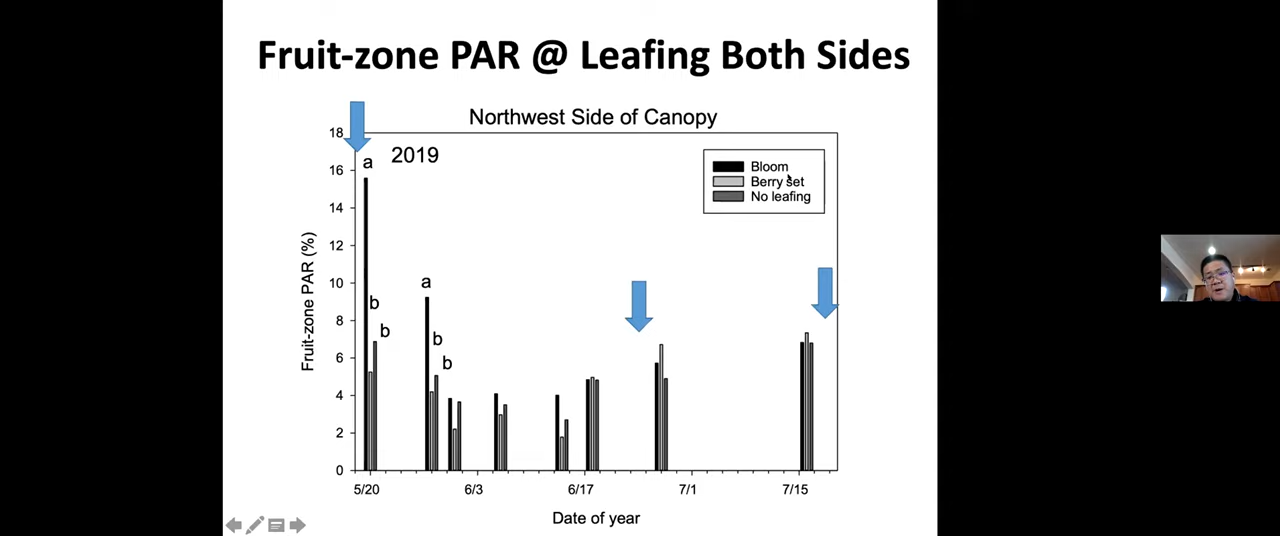 Fruit-zone PAR @ Leafing Both Sides
Northwest Side of Canopy
2019
Bloom
Berry set
No leafing
Fruit-zone PAR (%)
18
16
14
12
10
8
6
4
2
0
a
b
b
a
b
b
5/20
6/3
6/17
7/1
7/15
Date of year